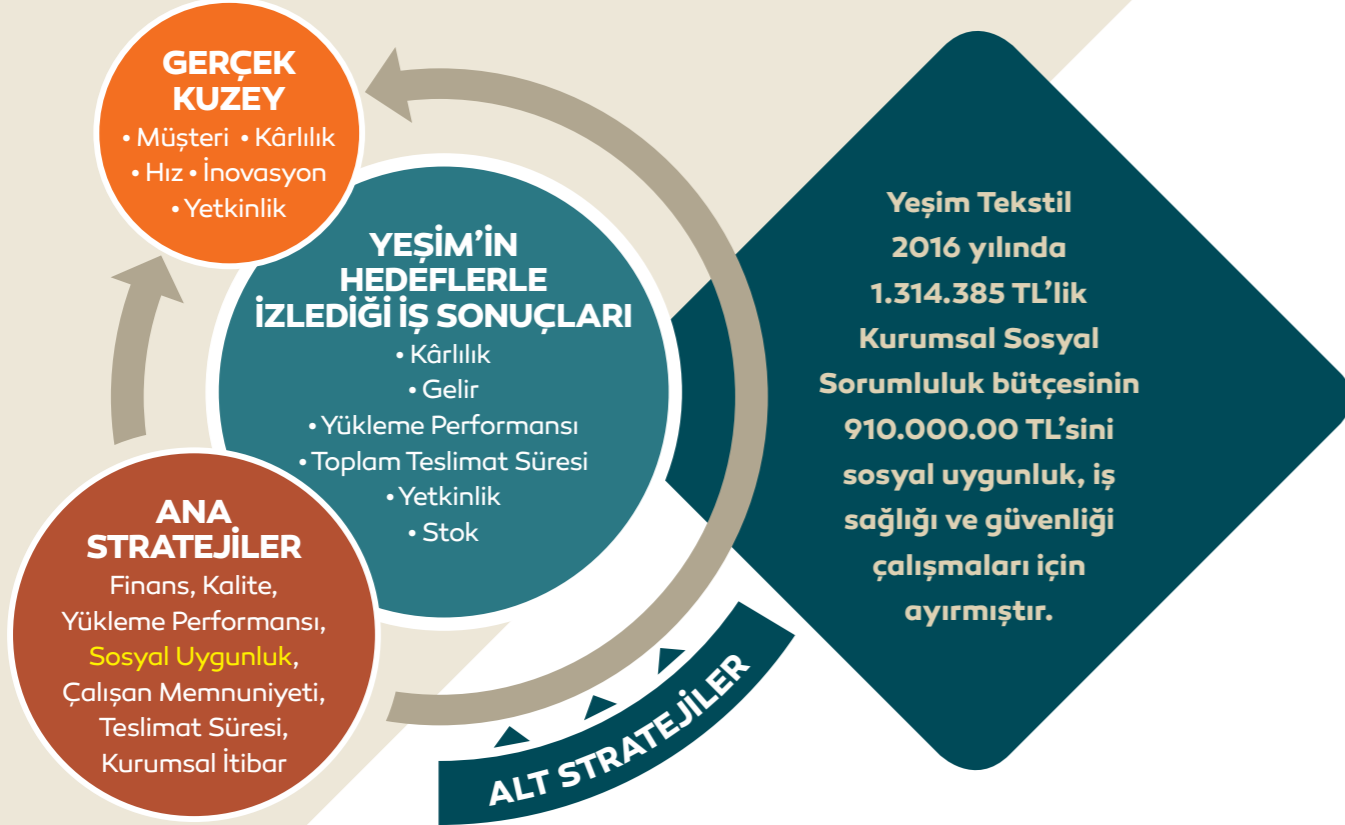 GERÇEK
KUZEY
• Müşteri • Kârlılık
• Hız • İnovasyon
• Yetkinlik
YEŞİM’İN
HEDEFLERLE
İZLEDİĞİ İŞ SONUÇLARI
• Kârlılık
• Gelir
• Yükleme Performansı
• Toplam Teslimat Süresi
• Yetkinlik
• Stok
ANA
STRATEJİLER
Finans, Kalite,
Yükleme Performansı,
Sosyal Uygunluk,
Çalışan Memnuniyeti,
Teslimat Süresi,
Kurumsal İtibar
ALT STRATEJİLER
Yeşim Tekstil
2016 yılında
1.314.385 TL’lik
Kurumsal Sosyal
Sorumluluk bütçesinin
910.000.00 TL’sini
sosyal uygunluk, iş
sağlığı ve güvenliği
çalışmaları için
ayırmıştır.